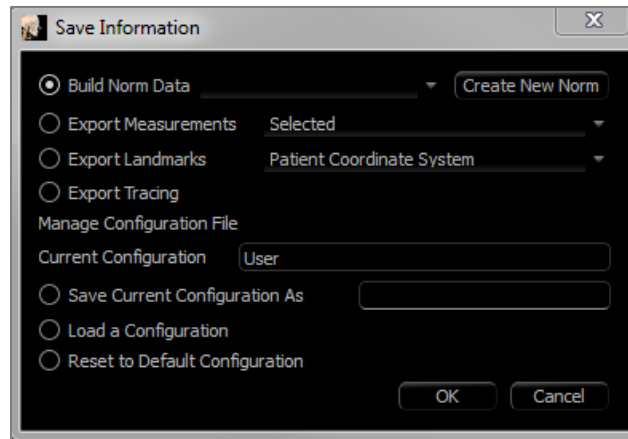 Save Information
Build Norm Data Create New Norm
Export Measurements Selected
Export Landmarks Patient Coordinate System
Export Tracing
Manage Configuration File
Current Configuration User
Save Current Configuration As
Load a Configuration
Reset to Default Configuration
OK Cancel